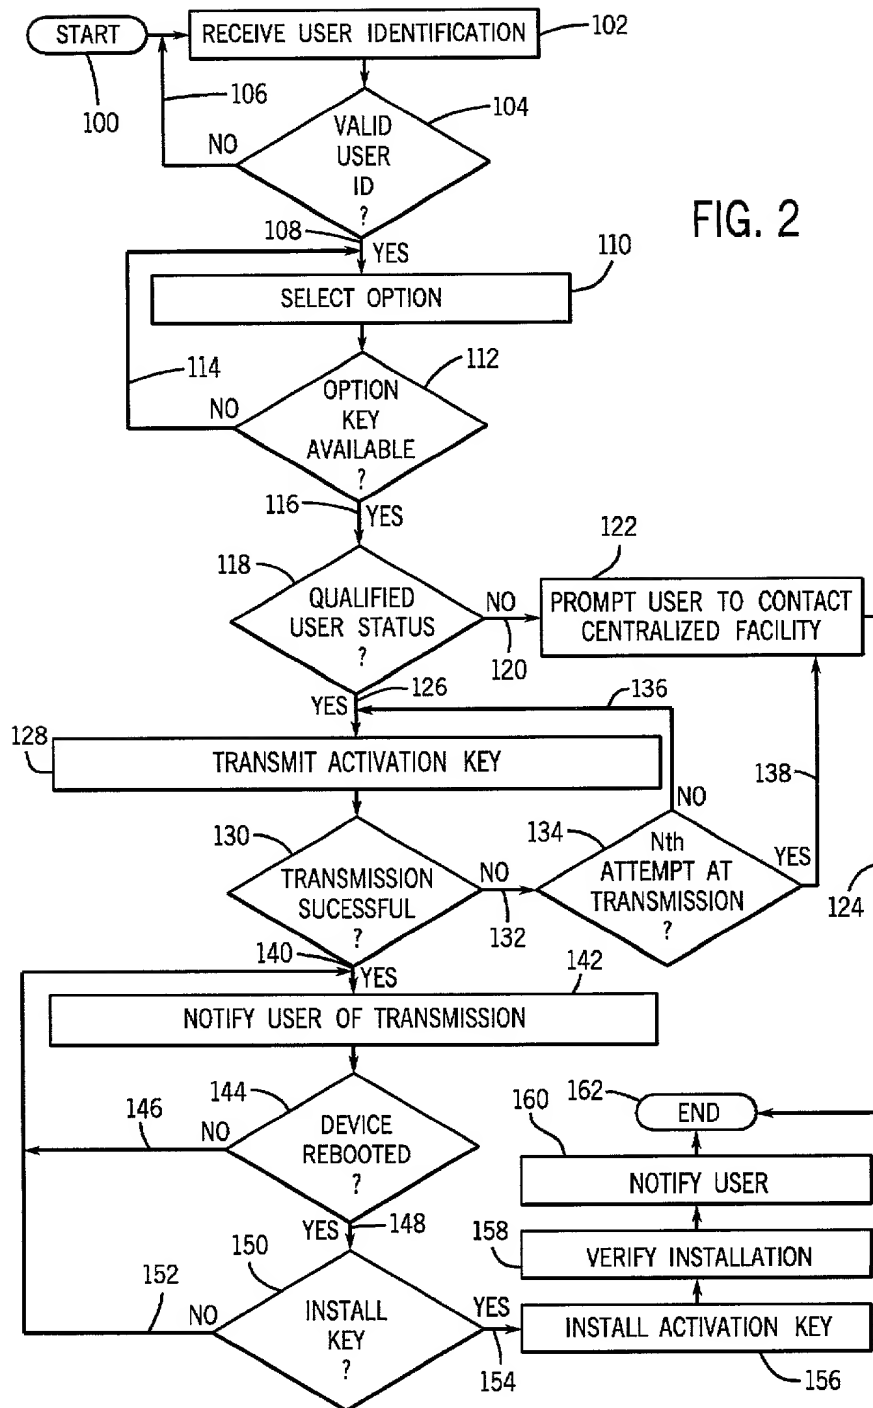 START
RECEIVE USER IDENTIFICATION
102
100
106
NO
VALID
USER
ID
?
104
FIG. 2
108
YES
110
SELECT OPTION
114
NO
OPTION
KEY
AVAILABLE
?
112
116
YES
118
QUALIFIED
USER STATUS
?
NO
120
122
PROMPT USER TO CONTACT
CENTRALIZED FACILITY
YES
126
136
128
TRANSMIT ACTIVATION KEY
138
NO
130
TRANSMISSION
SUCESSFUL
?
NO
132
134
Nth
ATTEMPT AT
TRANSMISSION
?
YES
124
140
YES
142
NOTIFY USER OF TRANSMISSION
144
146
NO
DEVICE
REBOOTED
?
162
END
160
NOTIFY USER
YES
148
158
VERIFY INSTALLATION
150
152
NO
INSTALL
KEY
?
YES
154
INSTALL ACTIVATION KEY
156